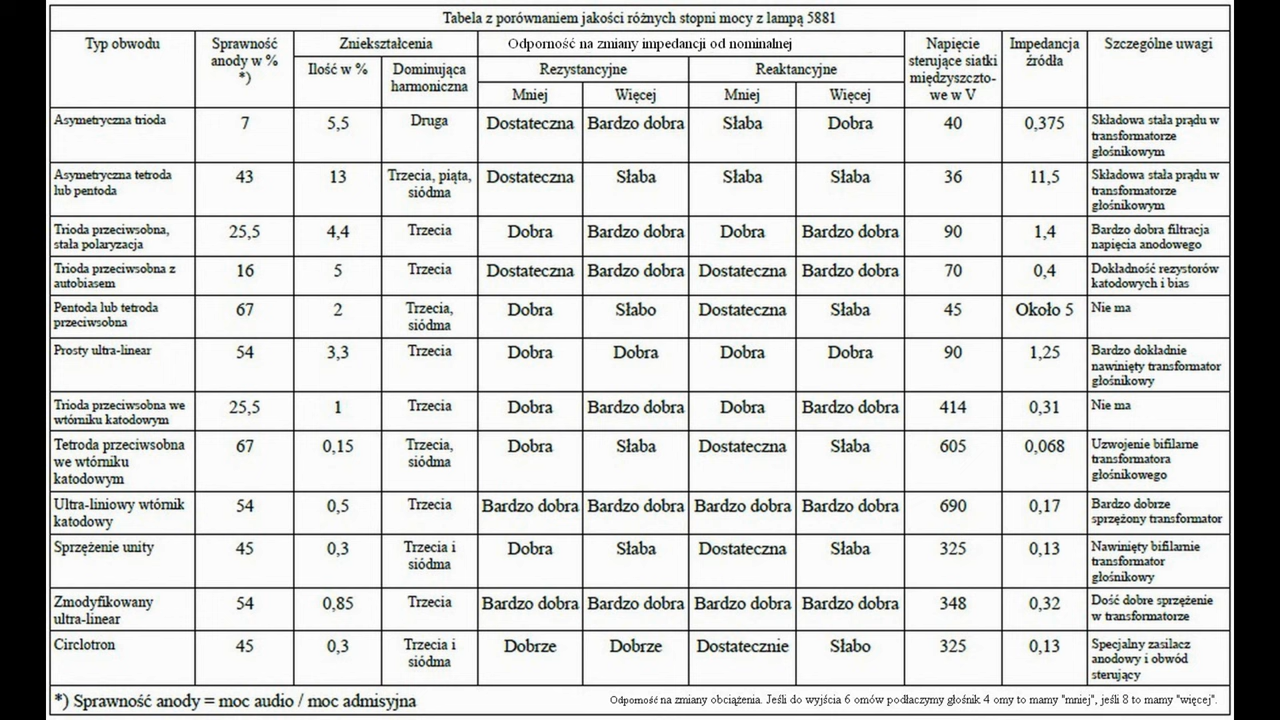 Tabela z porównaniem jakości różnych stopni mocy z lampą 5881
Typ obwodu Sprawność anody w % *) Zniekształcenia Odporność na zmiany impedancji od nominalnej Napięcie sterujące siatki międzyszczto-we w V Impedancja źródła Szczególne uwagi
Ilość w % Dominująca harmoniczna Rezystancyjne Reaktancyjne
Mniej Więcej Mniej Więcej
Asymetryczna trioda 7 5,5 Druga Dostateczna Bardzo dobra Słaba Dobra 40 0,375 Składowa stała prądu w transformatorze głośnikowym
Asymetryczna tetroda lub pentoda 43 13 Trzecia, piąta, siódma Dostateczna Słaba Słaba Słaba 36 11,5 Składowa stała prądu w transformatorze głośnikowym
Trioda przeciwsobna, stała polaryzacja 25,5 4,4 Trzecia Dobra Bardzo dobra Dobra Bardzo dobra 90 1,4 Bardzo dobra filtracja napięcia anodowego
Trioda przeciwsobna z autobiasem 16 5 Trzecia Dostateczna Bardzo dobra Dostateczna Bardzo dobra 70 0,4 Dokładność rezystorów katodowych i bias
Pentoda lub tetroda przeciwsobna 67 2 Trzecia, siódma Dobra Słabo Dostateczna Słaba 45 Około 5 Nie ma
Prosty ultra-linear 54 3,3 Trzecia Dobra Dobra Dobra Dobra 90 1,25 Bardzo dokładnie nawinięty transformator głośnikowy
Trioda przeciwsobna we wtórniku katodowym 25,5 1 Trzecia Dobra Bardzo dobra Dobra Bardzo dobra 414 0,31 Nie ma
Tetroda przeciwsobna we wtórniku katodowym 67 0,15 Trzecia, siódma Dobra Słaba Dostateczna Słaba 605 0,068 Uzwojenie bifilarne transformatora głośnikowego
Ultra-liniowy wtórnik katodowy 54 0,5 Trzecia Bardzo dobra Bardzo dobra Bardzo dobra Bardzo dobra 690 0,17 Bardzo dobrze sprzężony transformator
Sprzężenie unity 45 0,3 Trzecia i siódma Dobra Słaba Dostateczna Słaba 325 0,13 Nawinięty bifilarnie transformator głośnikowy
Zmodyfikowany ultra-linear 54 0,85 Trzecia Bardzo dobra Bardzo dobra Bardzo dobra Bardzo dobra 348 0,32 Dość dobre sprzężenie w transformatorze
Circlotron 45 0,3 Trzecia i siódma Dobrze Dobrze Dostatecznie Słabo 325 0,13 Specjalny zasilacz anodowy i obwód sterujący
*) Sprawność anody = moc audio / moc admisyjna Odporność na zmiany obciążenia. Jeśli do wyjścia 6 omów podłaczymy głośnik 4 omy to mamy "mniej", jeśli 8 to mamy "więcej".